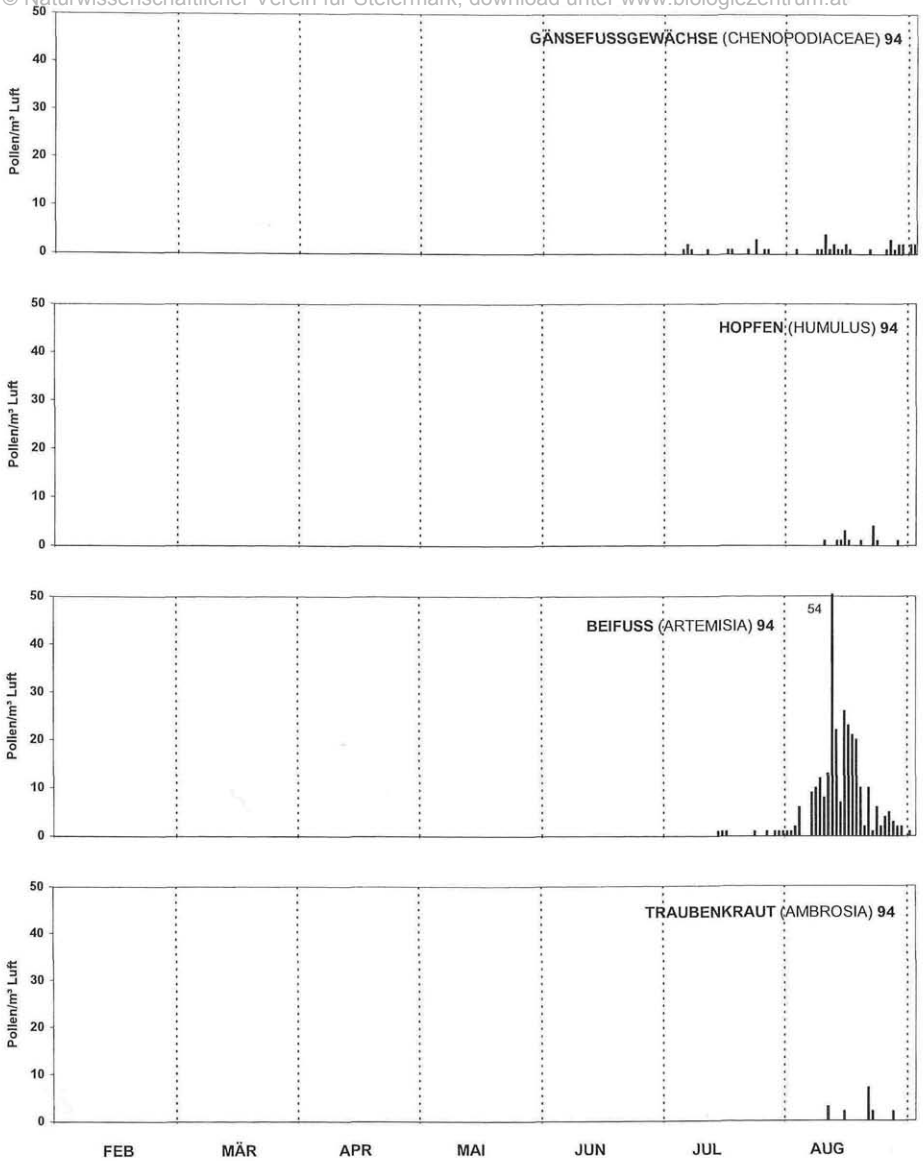 © Naturwissenschaftlicher Verein für Steiermark; download unter www.biologiezentrum.at
GÄNSEFUSSGEWÄCHSE (CHENOPODIACEAE) 94
Pollen/m³ Luft
50
40
30
20
10
0
HOPFEN (HUMULUS) 94
Pollen/m³ Luft
50
40
30
20
10
0
BEIFUSS (ARTEMISIA) 94
54
Pollen/m³ Luft
50
40
30
20
10
0
TRAUBENKRAUT (AMBROSIA) 94
Pollen/m³ Luft
50
40
30
20
10
0
FEB MÄR APR MAI JUN JUL AUG